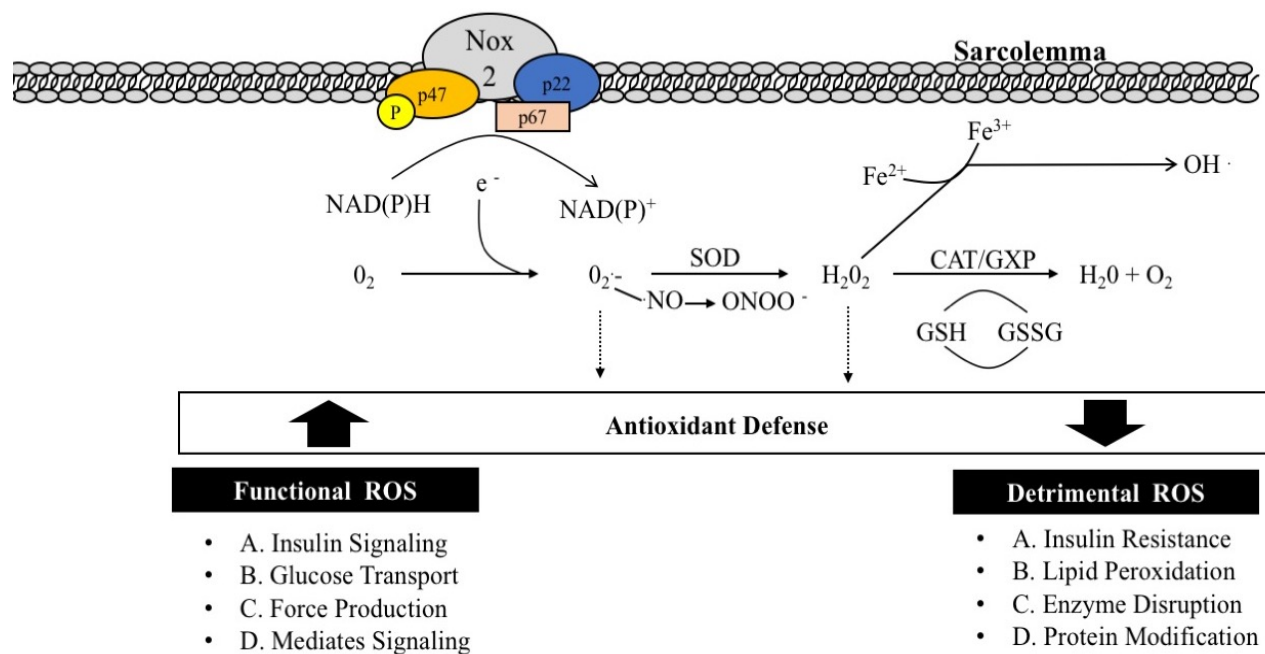 Nox
2
Sarcolemma
p47
p22
P
p67
Fe³⁺
Fe²⁺
OH ·
NAD(P)H
e⁻
NAD(P)⁺
0₂
0₂·-
SOD
H₂0₂
CAT/GXP
H₂0 + O₂
·NO
ONOO ⁻
GSH
GSSG
Antioxidant Defense
Functional ROS
• A. Insulin Signaling
• B. Glucose Transport
• C. Force Production
• D. Mediates Signaling
Detrimental ROS
• A. Insulin Resistance
• B. Lipid Peroxidation
• C. Enzyme Disruption
• D. Protein Modification